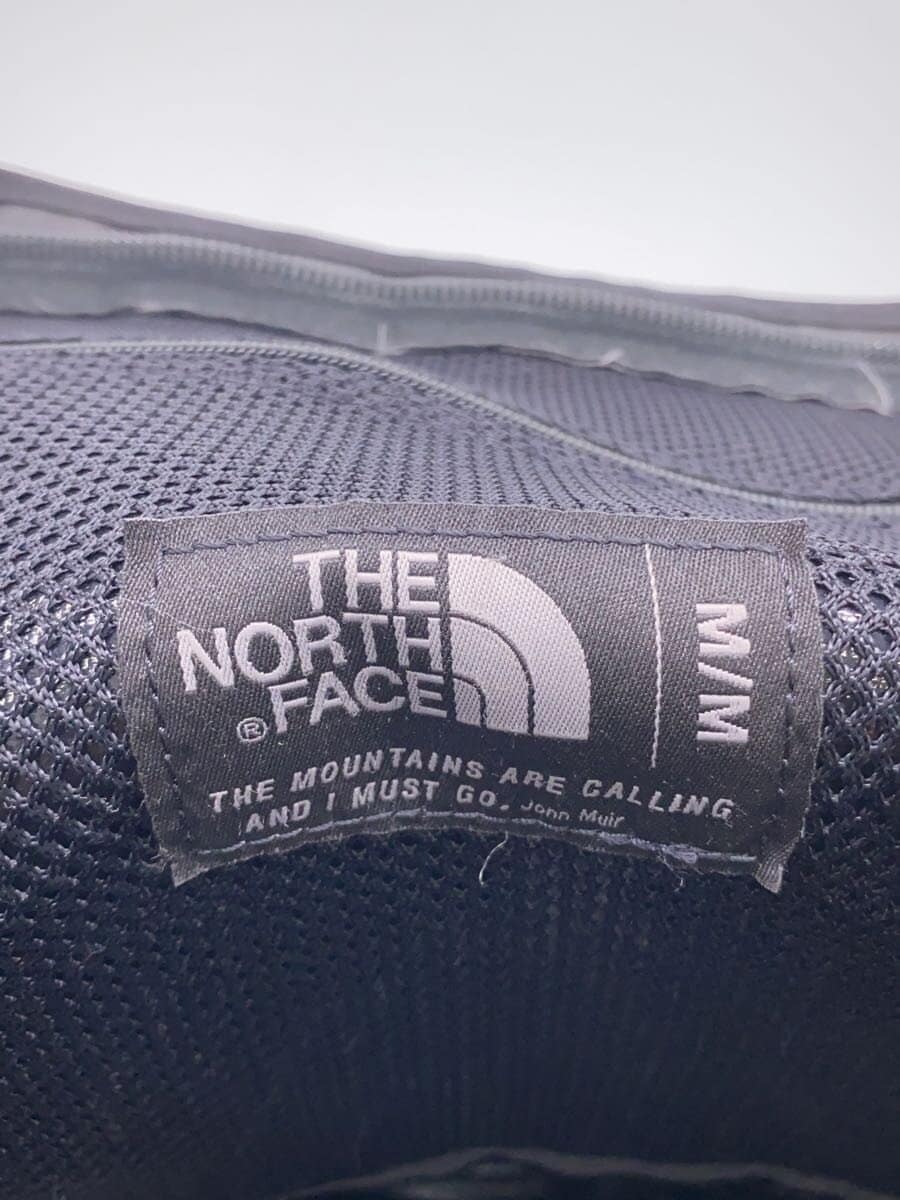 THE
NORTH
FACE®
M/M
THE MOUNTAINS ARE CALLING
AND I MUST GO. John Muir